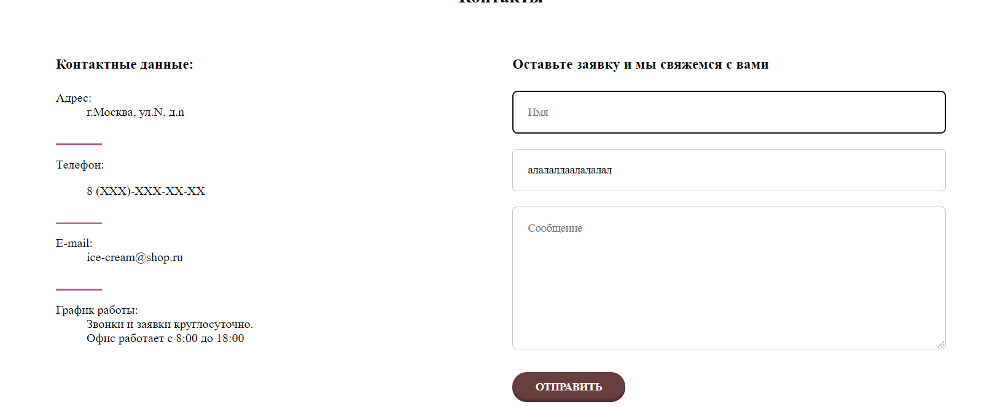 Контакты
Контактные данные:
Адрес:
г.Москва, ул.N, д.n
Телефон:
8 (XXX)-XXX-XX-XX
E-mail:
ice-cream@shop.ru
График работы:
Звонки и заявки круглосуточно.
Офис работает с 8:00 до 18:00
Оставьте заявку и мы свяжемся с вами
Имя
алалаллаалалалал
Сообщение
ОТПРАВИТЬ